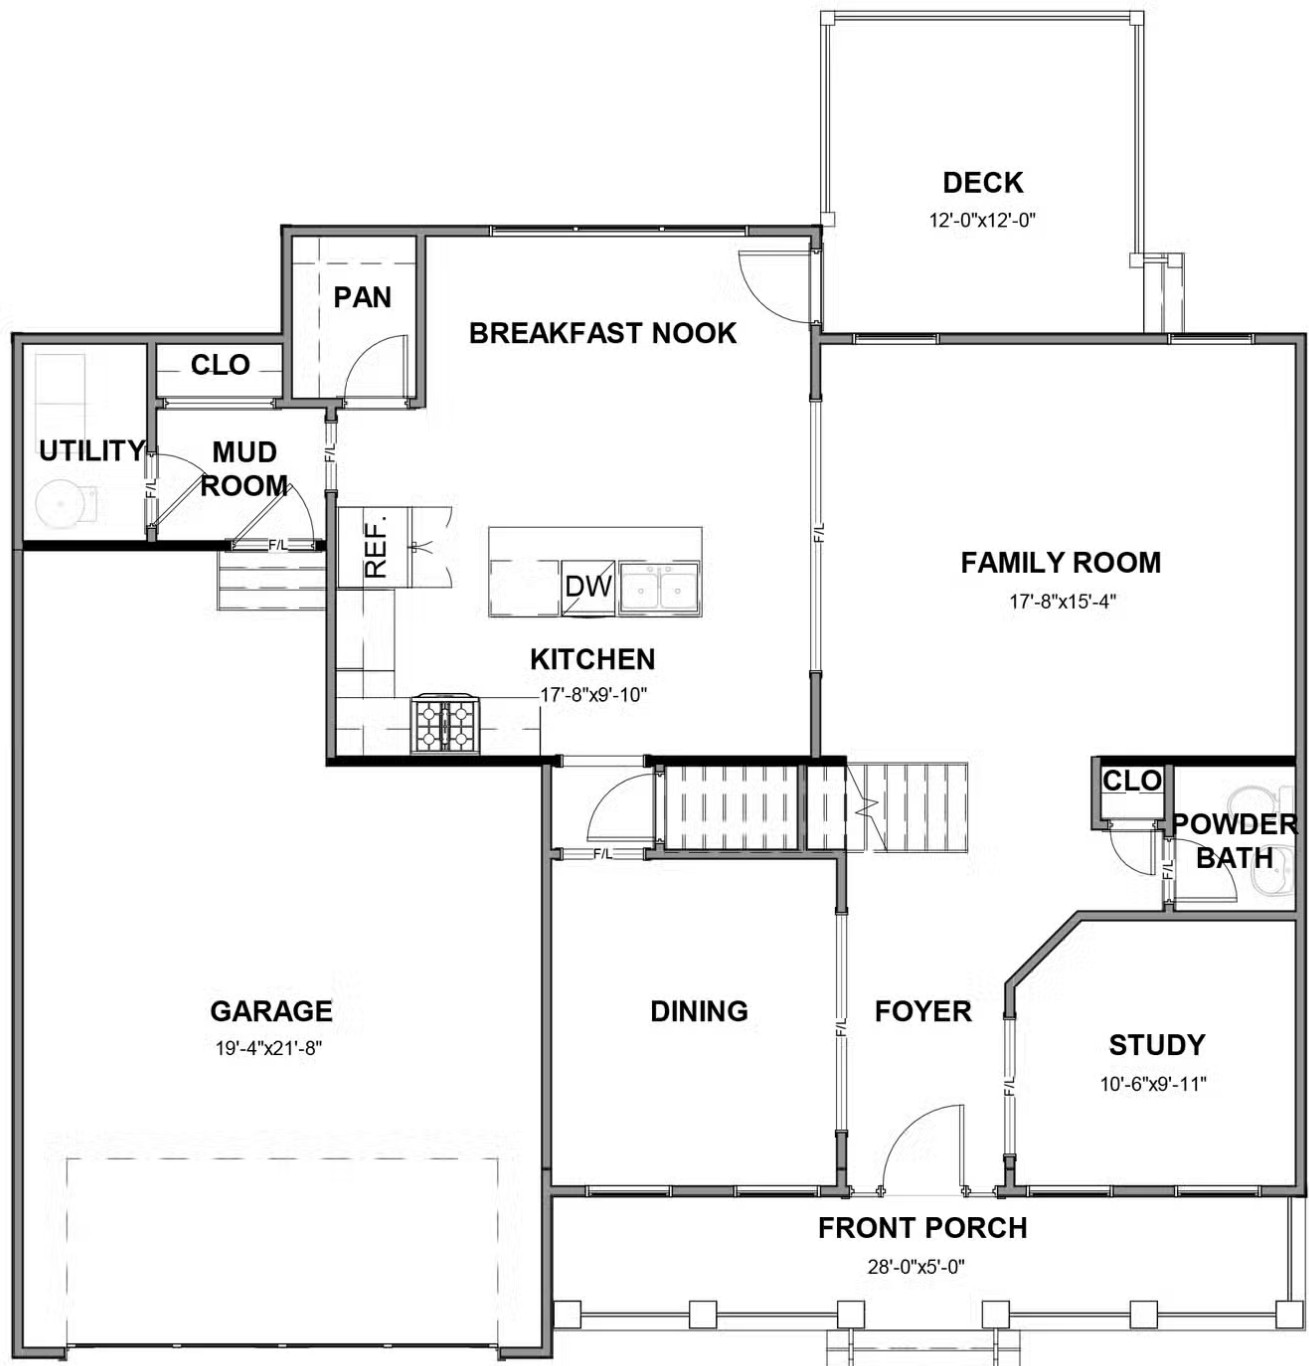 DECK
12'-0"x12'-0"
PAN
BREAKFAST NOOK
CLO
UTILITY
MUD
ROOM
F/L
F/L
F/L
REF.
DW
F/L
FAMILY ROOM
17'-8"x15'-4"
KITCHEN
17'-8"x9'-10"
CLO
POWDER
BATH
F/L
F/L
GARAGE
19'-4"x21'-8"
DINING
F/L
FOYER
STUDY
10'-6"x9'-11"
F/L
FRONT PORCH
28'-0"x5'-0"